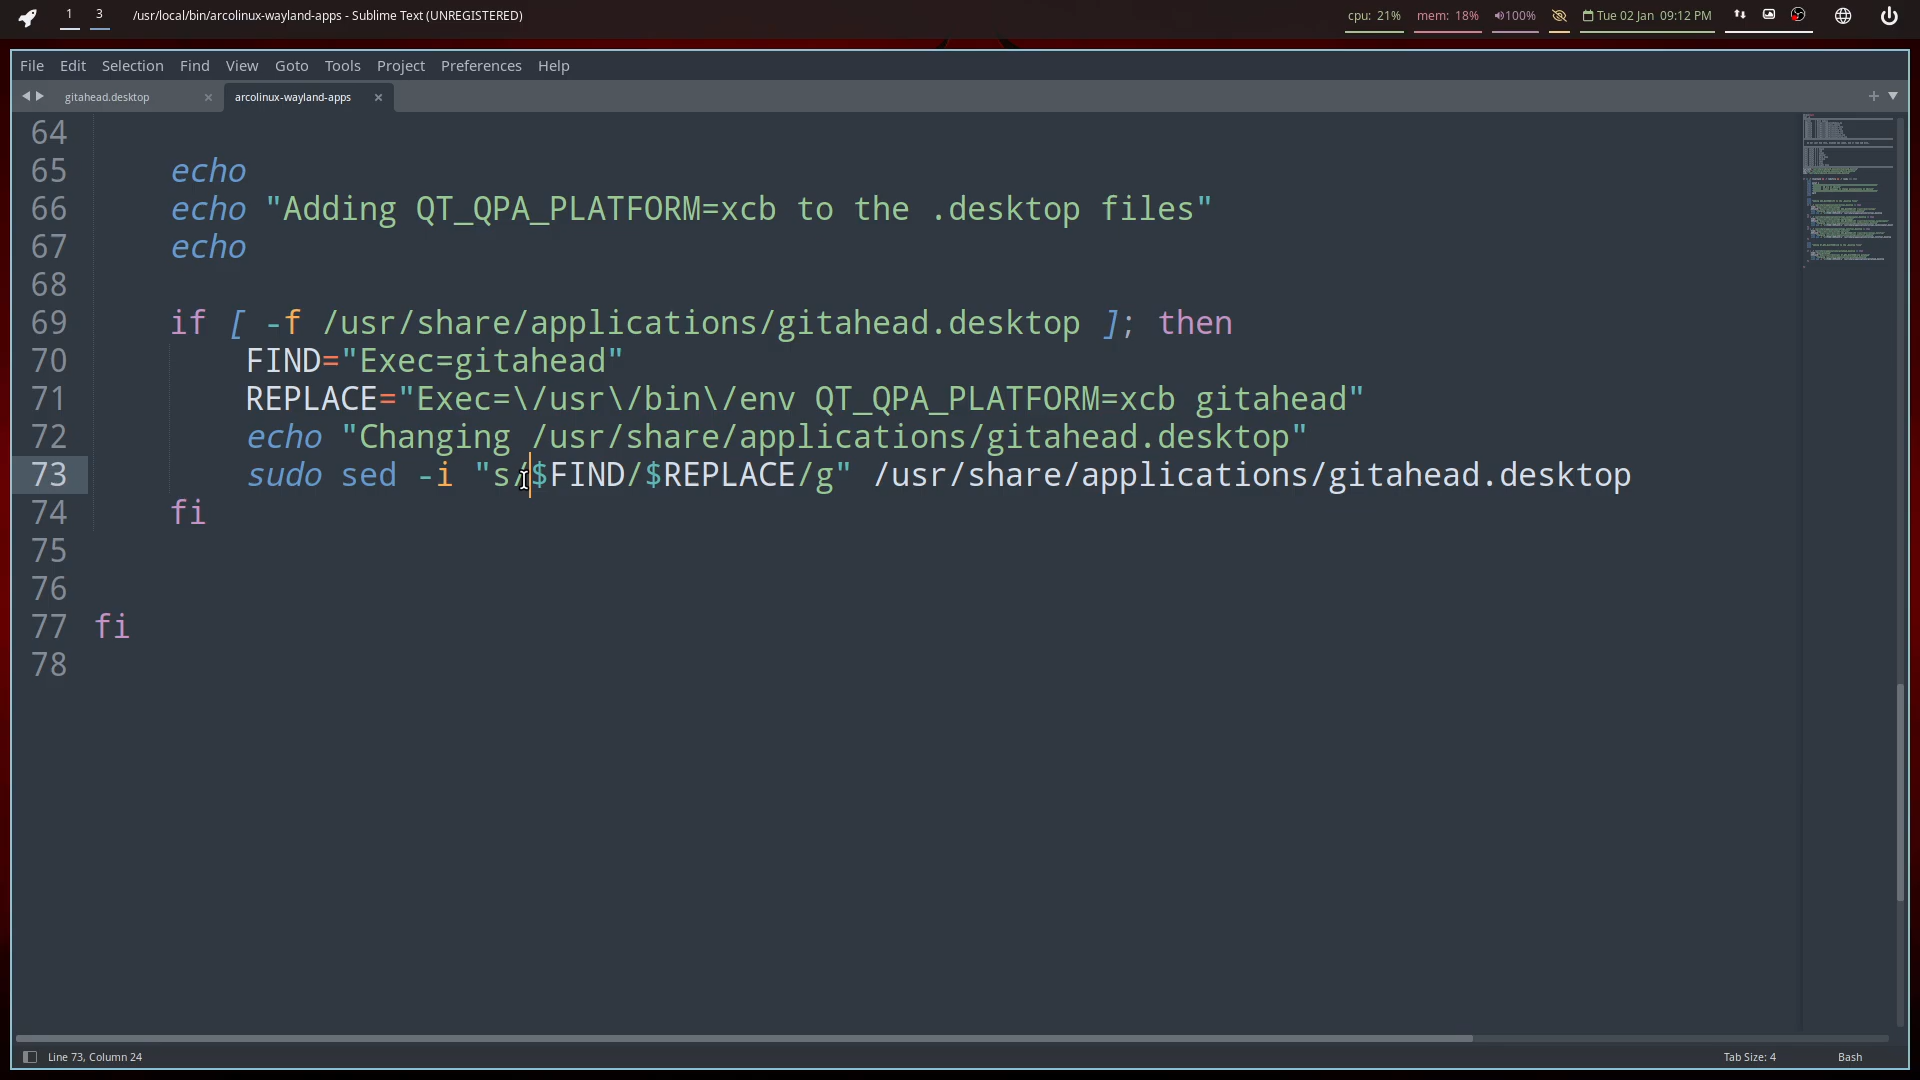 1 3 /usr/local/bin/arcolinux-wayland-apps - Sublime Text (UNREGISTERED) cpu: 21% mem: 18% 100% Tue 02 Jan 09:12 PM
File Edit Selection Find View Goto Tools Project Preferences Help
gitahead.desktop × arcolinux-wayland-apps ×
64
65 echo
66 echo "Adding QT_QPA_PLATFORM=xcb to the .desktop files"
67 echo
68
69 if [ -f /usr/share/applications/gitahead.desktop ]; then
70 FIND="Exec=gitahead"
71 REPLACE="Exec=\/usr\/bin\/env QT_QPA_PLATFORM=xcb gitahead"
72 echo "Changing /usr/share/applications/gitahead.desktop"
73 sudo sed -i "s/$FIND/$REPLACE/g" /usr/share/applications/gitahead.desktop
74 fi
75
76
77 fi
78
Line 73, Column 24 Tab Size: 4 Bash